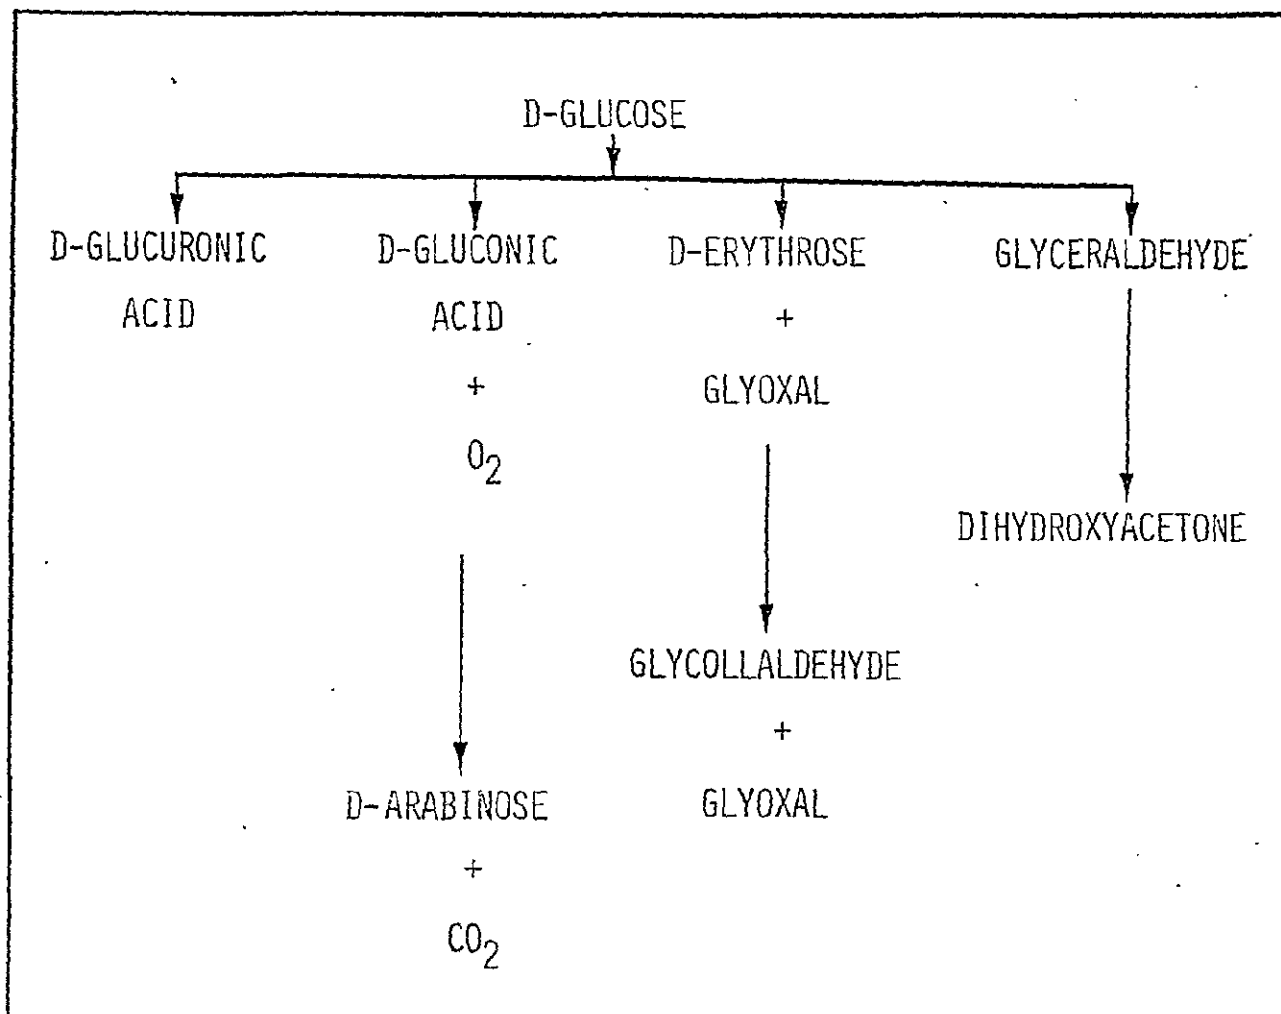 D-GLUCOSE
D-GLUCURONIC
ACID
D-GLUCONIC
ACID
+
O2
D-ARABINOSE
+
CO2
D-ERYTHROSE
+
GLYOXAL
GLYCOLLALDEHYDE
+
GLYOXAL
GLYCERALDEHYDE
DIHYDROXYACETONE